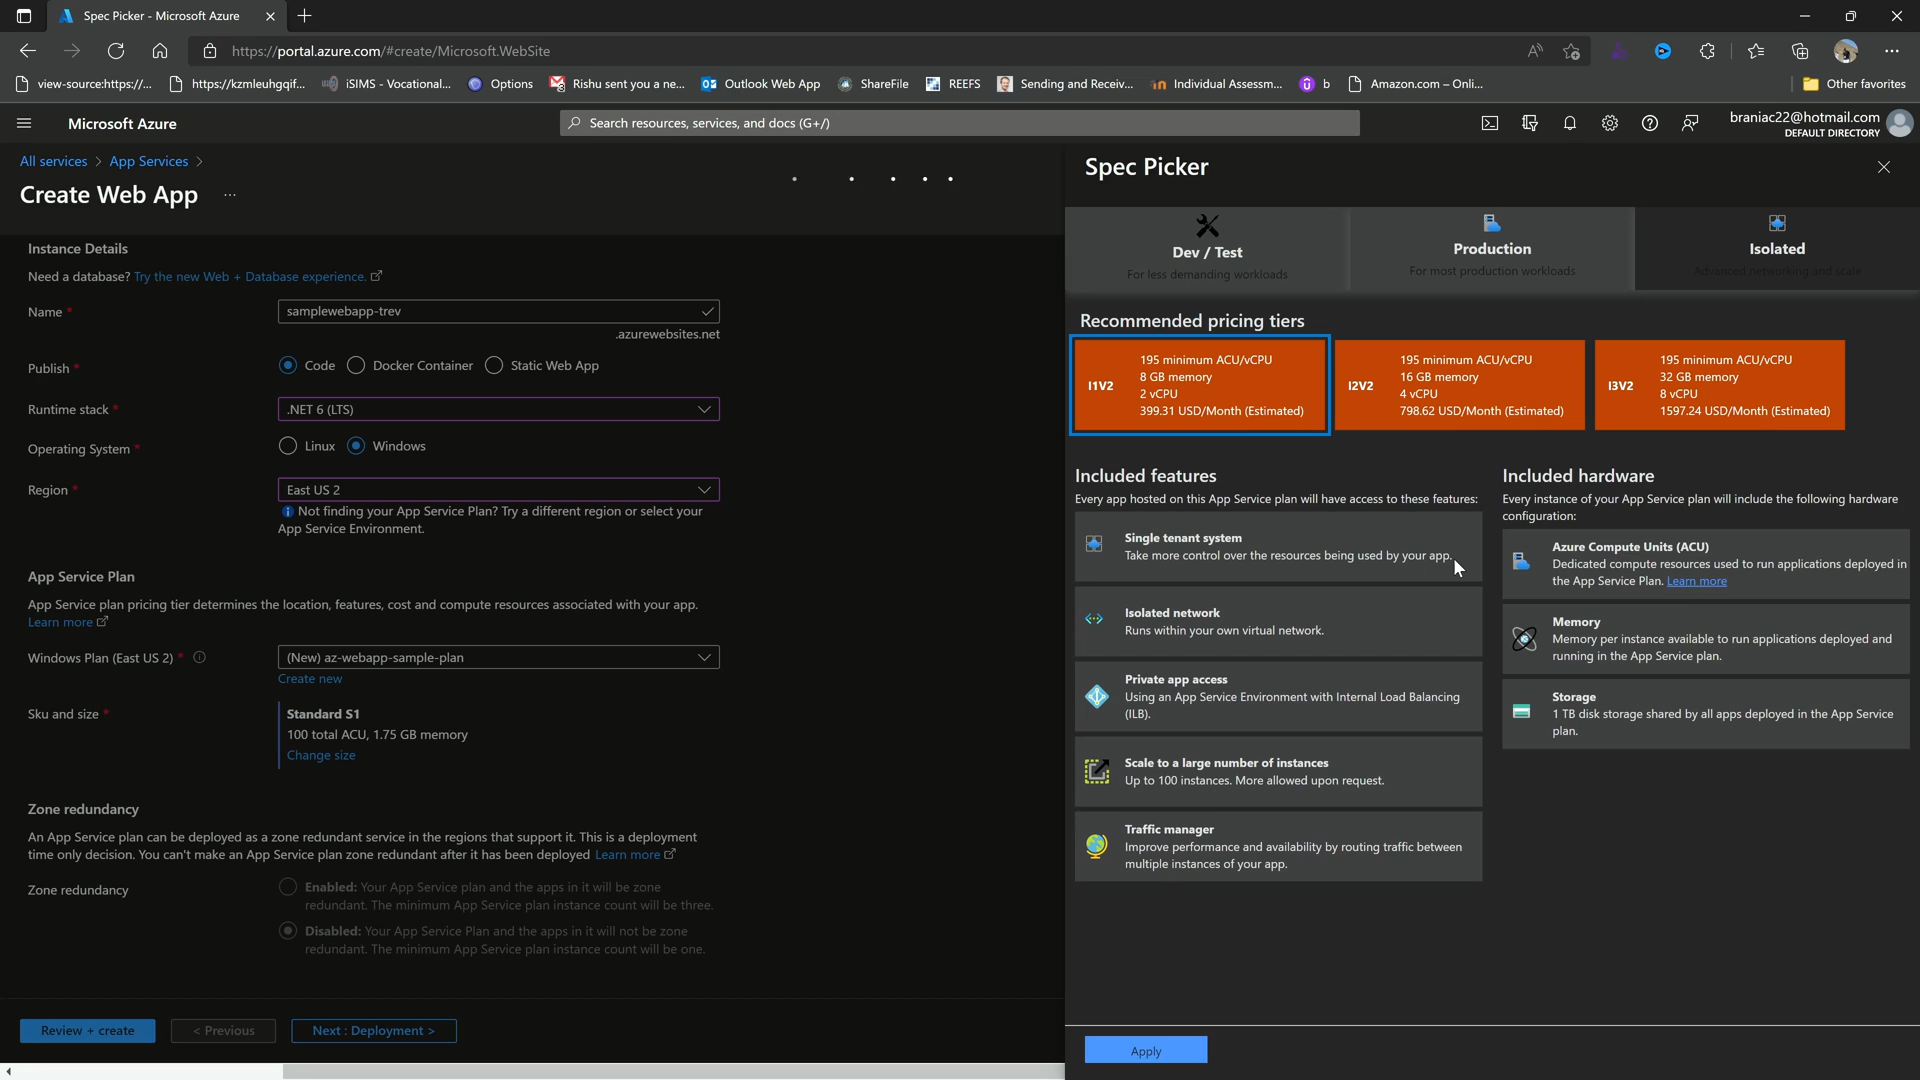 Spec Picker - Microsoft Azure
https://portal.azure.com/#create/Microsoft.WebSite
view-source:https://...
https://kzmleuhgqif...
iSIMS - Vocational...
Options
Rishu sent you a ne...
Outlook Web App
ShareFile
REEFS
Sending and Receiv...
Individual Assessm...
b
Amazon.com – Onli...
Other favorites
Microsoft Azure
Search resources, services, and docs (G+/)
braniac22@hotmail.com
DEFAULT DIRECTORY
All services > App Services >
Create Web App ...
Instance Details
Need a database? Try the new Web + Database experience.
Name *
samplewebapp-trev
.azurewebsites.net
Publish *
Code
Docker Container
Static Web App
Runtime stack *
.NET 6 (LTS)
Operating System *
Linux
Windows
Region *
East US 2
Not finding your App Service Plan? Try a different region or select your
App Service Environment.
App Service Plan
App Service plan pricing tier determines the location, features, cost and compute resources associated with your app.
Learn more
Windows Plan (East US 2) *
(New) az-webapp-sample-plan
Create new
Sku and size *
Standard S1
100 total ACU, 1.75 GB memory
Change size
Zone redundancy
An App Service plan can be deployed as a zone redundant service in the regions that support it. This is a deployment
time only decision. You can't make an App Service plan zone redundant after it has been deployed Learn more
Zone redundancy
Enabled: Your App Service plan and the apps in it will be zone
redundant. The minimum App Service plan instance count will be three.
Disabled: Your App Service Plan and the apps in it will not be zone
redundant. The minimum App Service plan instance count will be one.
Review + create
< Previous
Next : Deployment >
Spec Picker
Dev / Test
For less demanding workloads
Production
For most production workloads
Isolated
Advanced networking and scale
Recommended pricing tiers
I1V2
195 minimum ACU/vCPU
8 GB memory
2 vCPU
399.31 USD/Month (Estimated)
I2V2
195 minimum ACU/vCPU
16 GB memory
4 vCPU
798.62 USD/Month (Estimated)
I3V2
195 minimum ACU/vCPU
32 GB memory
8 vCPU
1597.24 USD/Month (Estimated)
Included features
Every app hosted on this App Service plan will have access to these features:
Single tenant system
Take more control over the resources being used by your app.
Isolated network
Runs within your own virtual network.
Private app access
Using an App Service Environment with Internal Load Balancing
(ILB).
Scale to a large number of instances
Up to 100 instances. More allowed upon request.
Traffic manager
Improve performance and availability by routing traffic between
multiple instances of your app.
Included hardware
Every instance of your App Service plan will include the following hardware
configuration:
Azure Compute Units (ACU)
Dedicated compute resources used to run applications deployed in
the App Service Plan. Learn more
Memory
Memory per instance available to run applications deployed and
running in the App Service plan.
Storage
1 TB disk storage shared by all apps deployed in the App Service
plan.
Apply